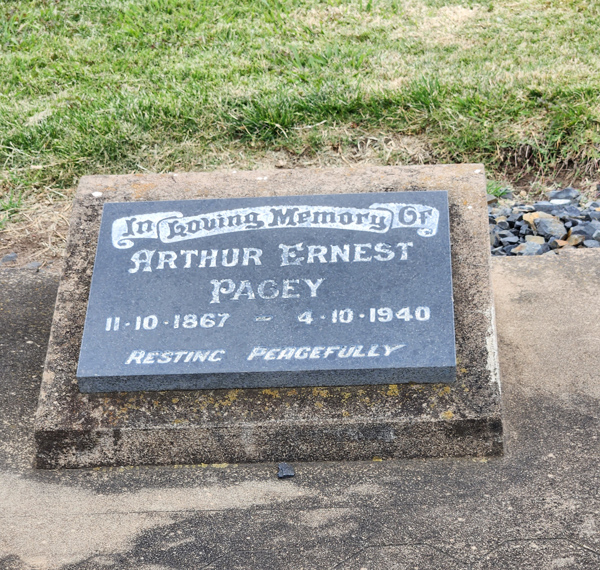 In Loving Memory Of
ARTHUR ERNEST
PACEY
11·10·1867 ~ 4·10·1940
RESTING PEACEFULLY